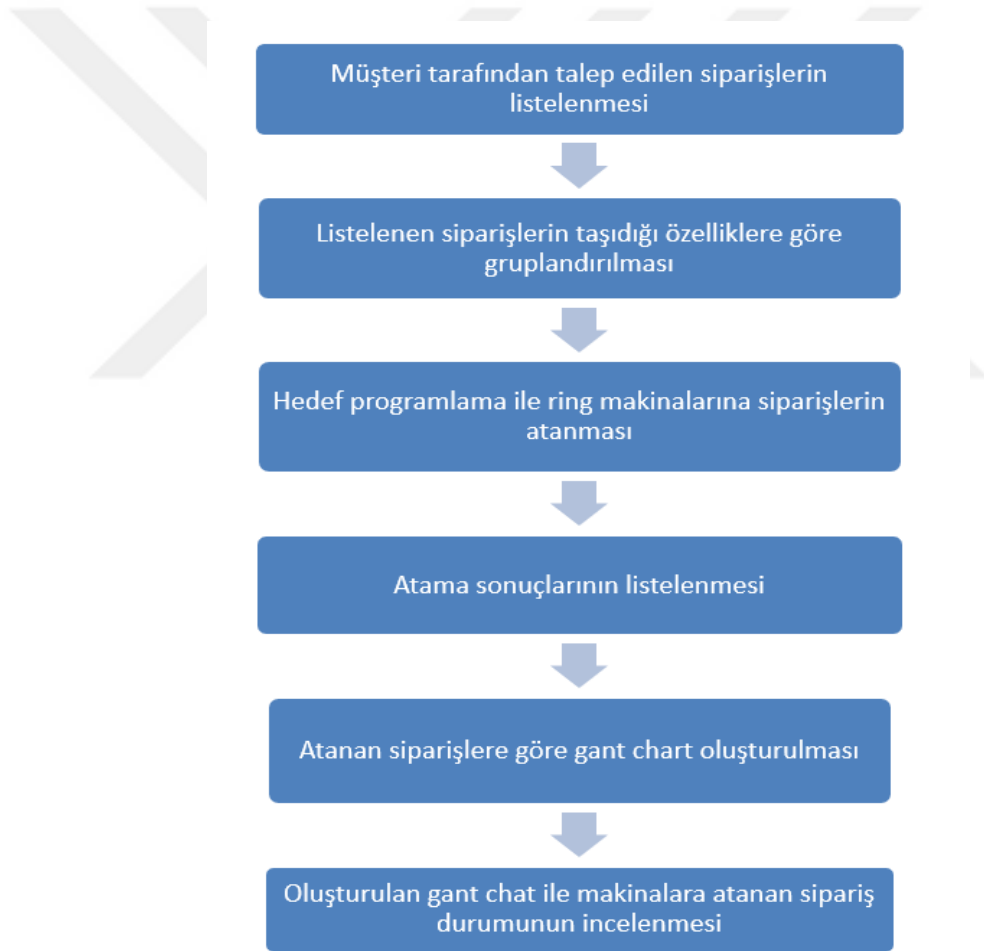 Müşteri tarafından talep edilen siparişlerin
listelenmesi
Listelenen siparişlerin taşıdığı özelliklere göre
gruplandırılması
Hedef programlama ile ring makinalarına siparişlerin
atanması
Atama sonuçlarının listelenmesi
Atanan siparişlere göre gant chart oluşturulması
Oluşturulan gant chat ile makinalara atanan sipariş
durumunun incelenmesi